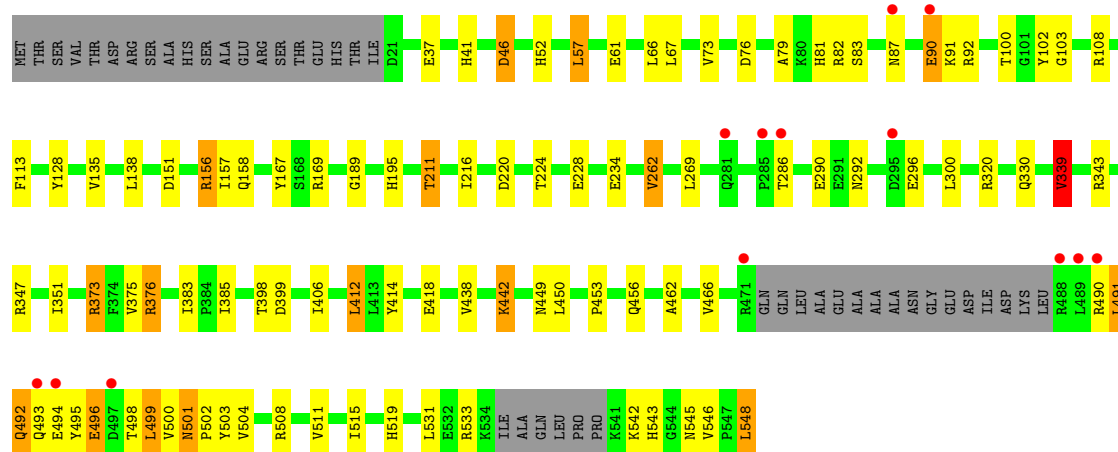 MET THR SER VAL THR ASP ARG SER ALA HIS SER ALA GLU ARG SER THR GLU HIS THR ILE D21 E37 H41 D46 H52 L57 E61 L66 L67 V73 D76 A79 K80 H81 R82 S83 N87 E90 K91 R92 T100 G101 Y102 G103 R108
F113 Y128 V135 L138 D151 R156 I157 Q158 Y167 S168 R169 G189 H195 T211 I216 D220 T224 E228 E234 V262 L269 Q281 P285 T286 E290 E291 N292 D295 E296 L300 R320 Q330 V339 R343
R347 I351 R373 F374 V375 R376 I383 P384 I385 T398 D399 I406 L412 L413 Y414 E418 V438 K442 N449 L450 P453 Q456 A462 V466 R471 GLN GLN LEU ALA GLU ALA ALA ALA ASN GLY GLU ASP ILE ASP LYS LEU R488 L489 R490 L491
Q492 Q493 E494 Y495 E496 D497 T498 L499 V500 N501 P502 Y503 V504 R508 V511 I515 H519 L531 E532 R533 K534 ILE ALA GLN LEU PRO PRO K541 K542 H543 G544 N545 V546 P547 L548